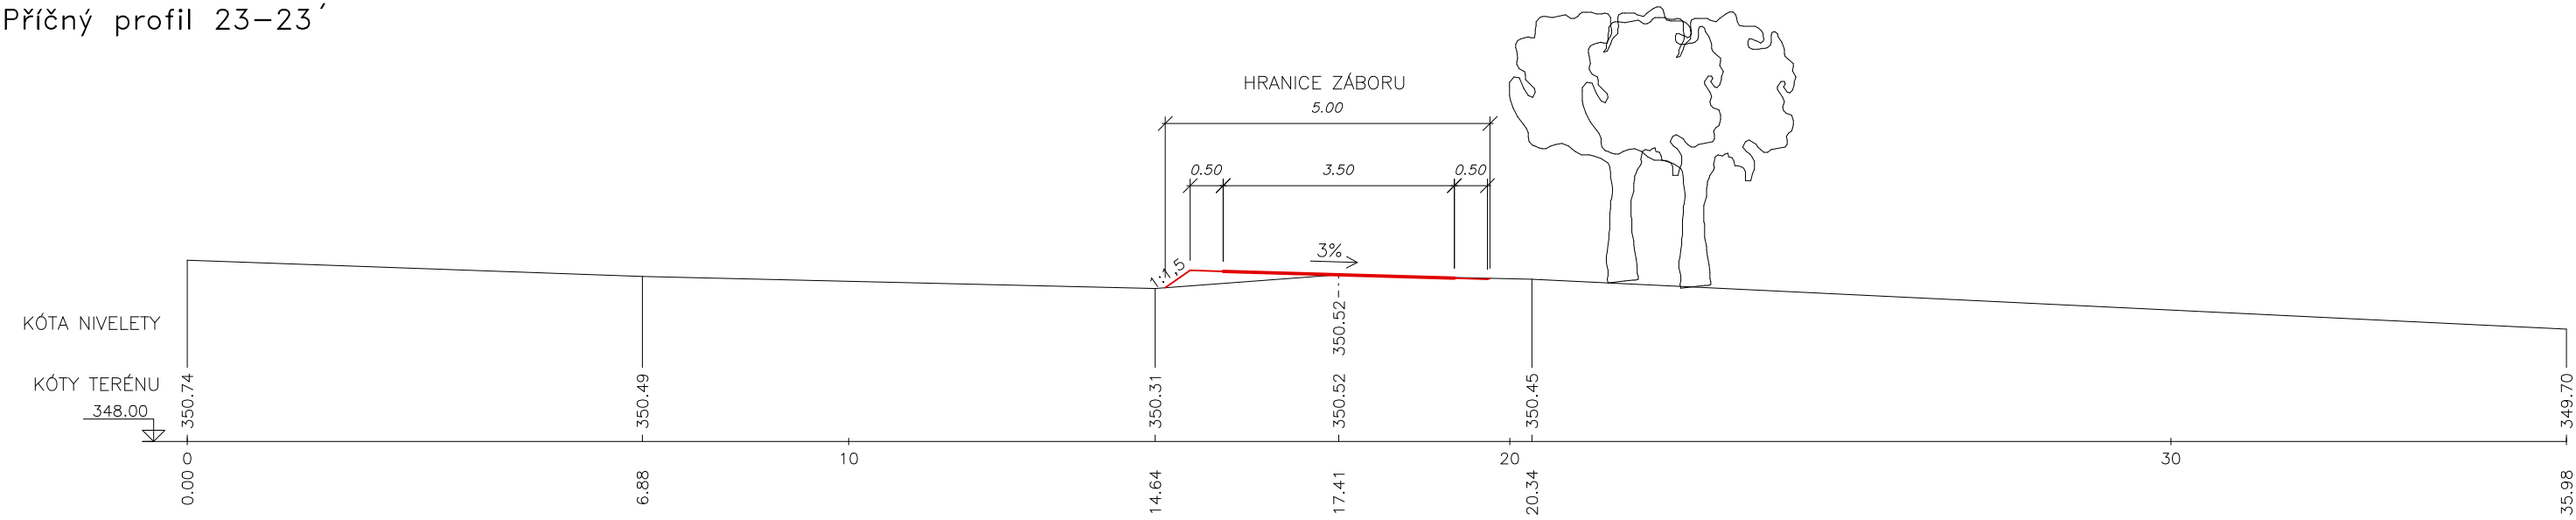 Příčný profil 23-23´
HRANICE ZÁBORU
5.00
0.50 3.50 0.50
3%
1:1,5
KÓTA NIVELETY
350.52
KÓTY TERÉNU
348.00
350.74 350.49 350.31 350.52 350.45 349.70
0 10 20 30
0.00 6.88 14.64 17.41 20.34 35.98